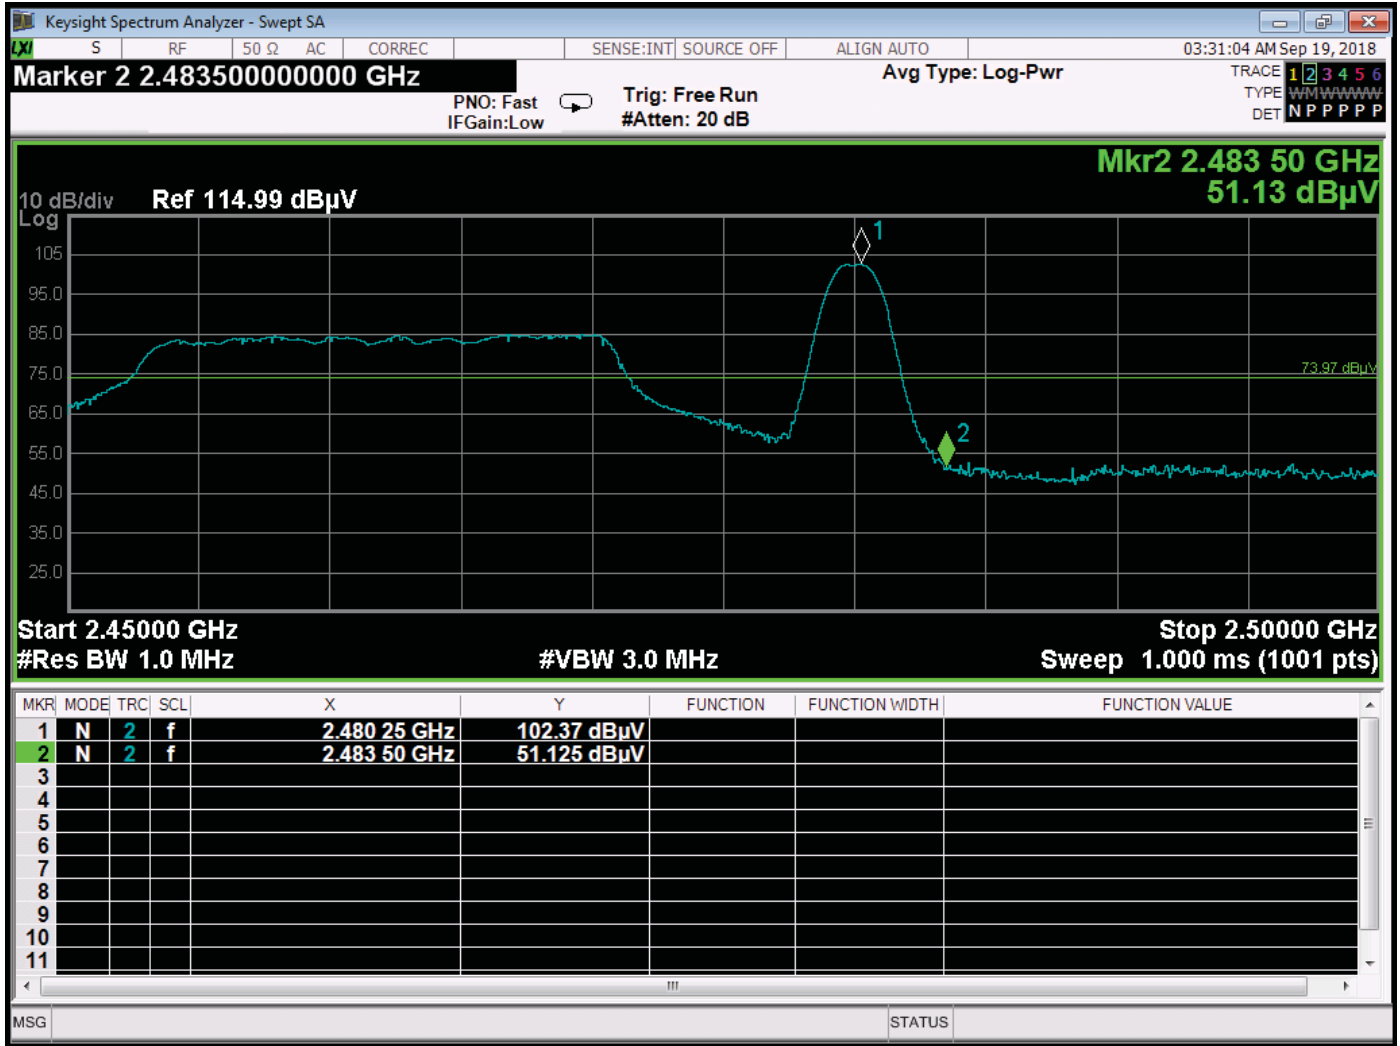 Keysight Spectrum Analyzer - Swept SA
LXI S RF 50 Ω AC CORREC SENSE:INT SOURCE OFF ALIGN AUTO 03:31:04 AM Sep 19, 2018
Marker 2 2.483500000000 GHz Avg Type: Log-Pwr TRACE 1 2 3 4 5 6
PNO: Fast Trig: Free Run TYPE WMWWWW
IFGain:Low #Atten: 20 dB DET N P P P P P
Mkr2 2.483 50 GHz
10 dB/div Ref 114.99 dBµV 51.13 dBµV
Log
1
105
95.0
85.0
75.0 73.97 dBµV
65.0
2
55.0
45.0
35.0
25.0
Start 2.45000 GHz Stop 2.50000 GHz
#Res BW 1.0 MHz #VBW 3.0 MHz Sweep 1.000 ms (1001 pts)
MKR MODE TRC SCL X Y FUNCTION FUNCTION WIDTH FUNCTION VALUE
1 N 2 f 2.480 25 GHz 102.37 dBµV
2 N 2 f 2.483 50 GHz 51.125 dBµV
3
4
5
6
7
8
9
10
11
MSG STATUS